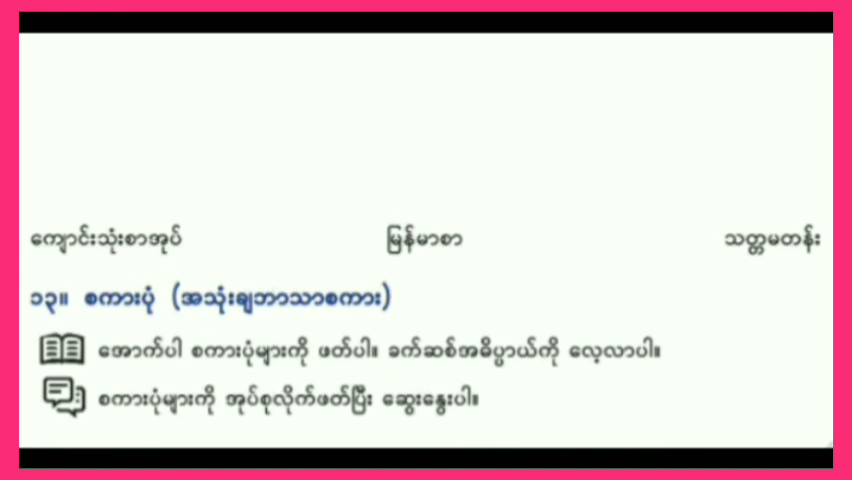 ကျောင်းသုံးစာအုပ် မြန်မာစာ သတ္တမတန်း
၁၃။ စကားပုံ (အသုံးချဘာသာစကား)
အောက်ပါ စကားပုံများကို ဖတ်ပါ။ ခက်ဆစ်အဓိပ္ပာယ်ကို လေ့လာပါ။
စကားပုံများကို အုပ်စုလိုက်ဖတ်ပြီး ဆွေးနွေးပါ။